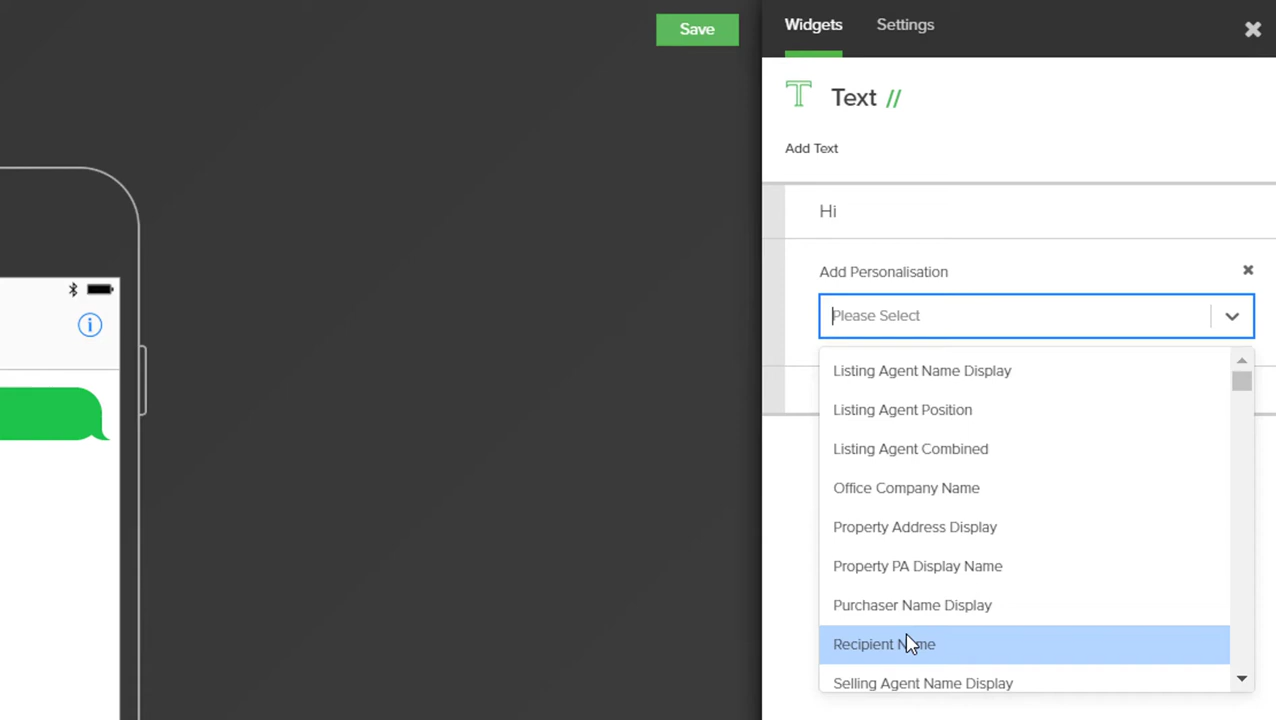 Save
Widgets
Settings
Text //
Add Text
Hi
Add Personalisation
Please Select
Listing Agent Name Display
Listing Agent Position
Listing Agent Combined
Office Company Name
Property Address Display
Property PA Display Name
Purchaser Name Display
Recipient Name
Selling Agent Name Display